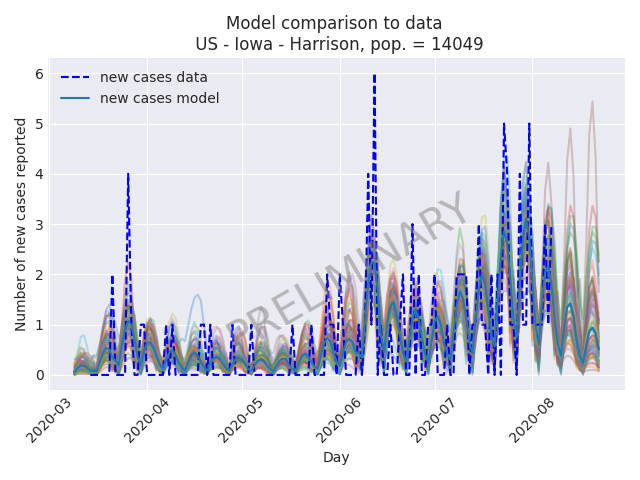 Model comparison to data
US - Iowa - Harrison, pop. = 14049
new cases data
new cases model
PRELIMINARY
Number of new cases reported
6
5
4
3
2
1
0
2020-03
2020-04
2020-05
2020-06
2020-07
2020-08
Day